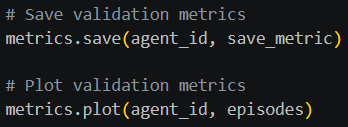 # Save validation metrics
metrics.save(agent_id, save_metric)
# Plot validation metrics
metrics.plot(agent_id, episodes)